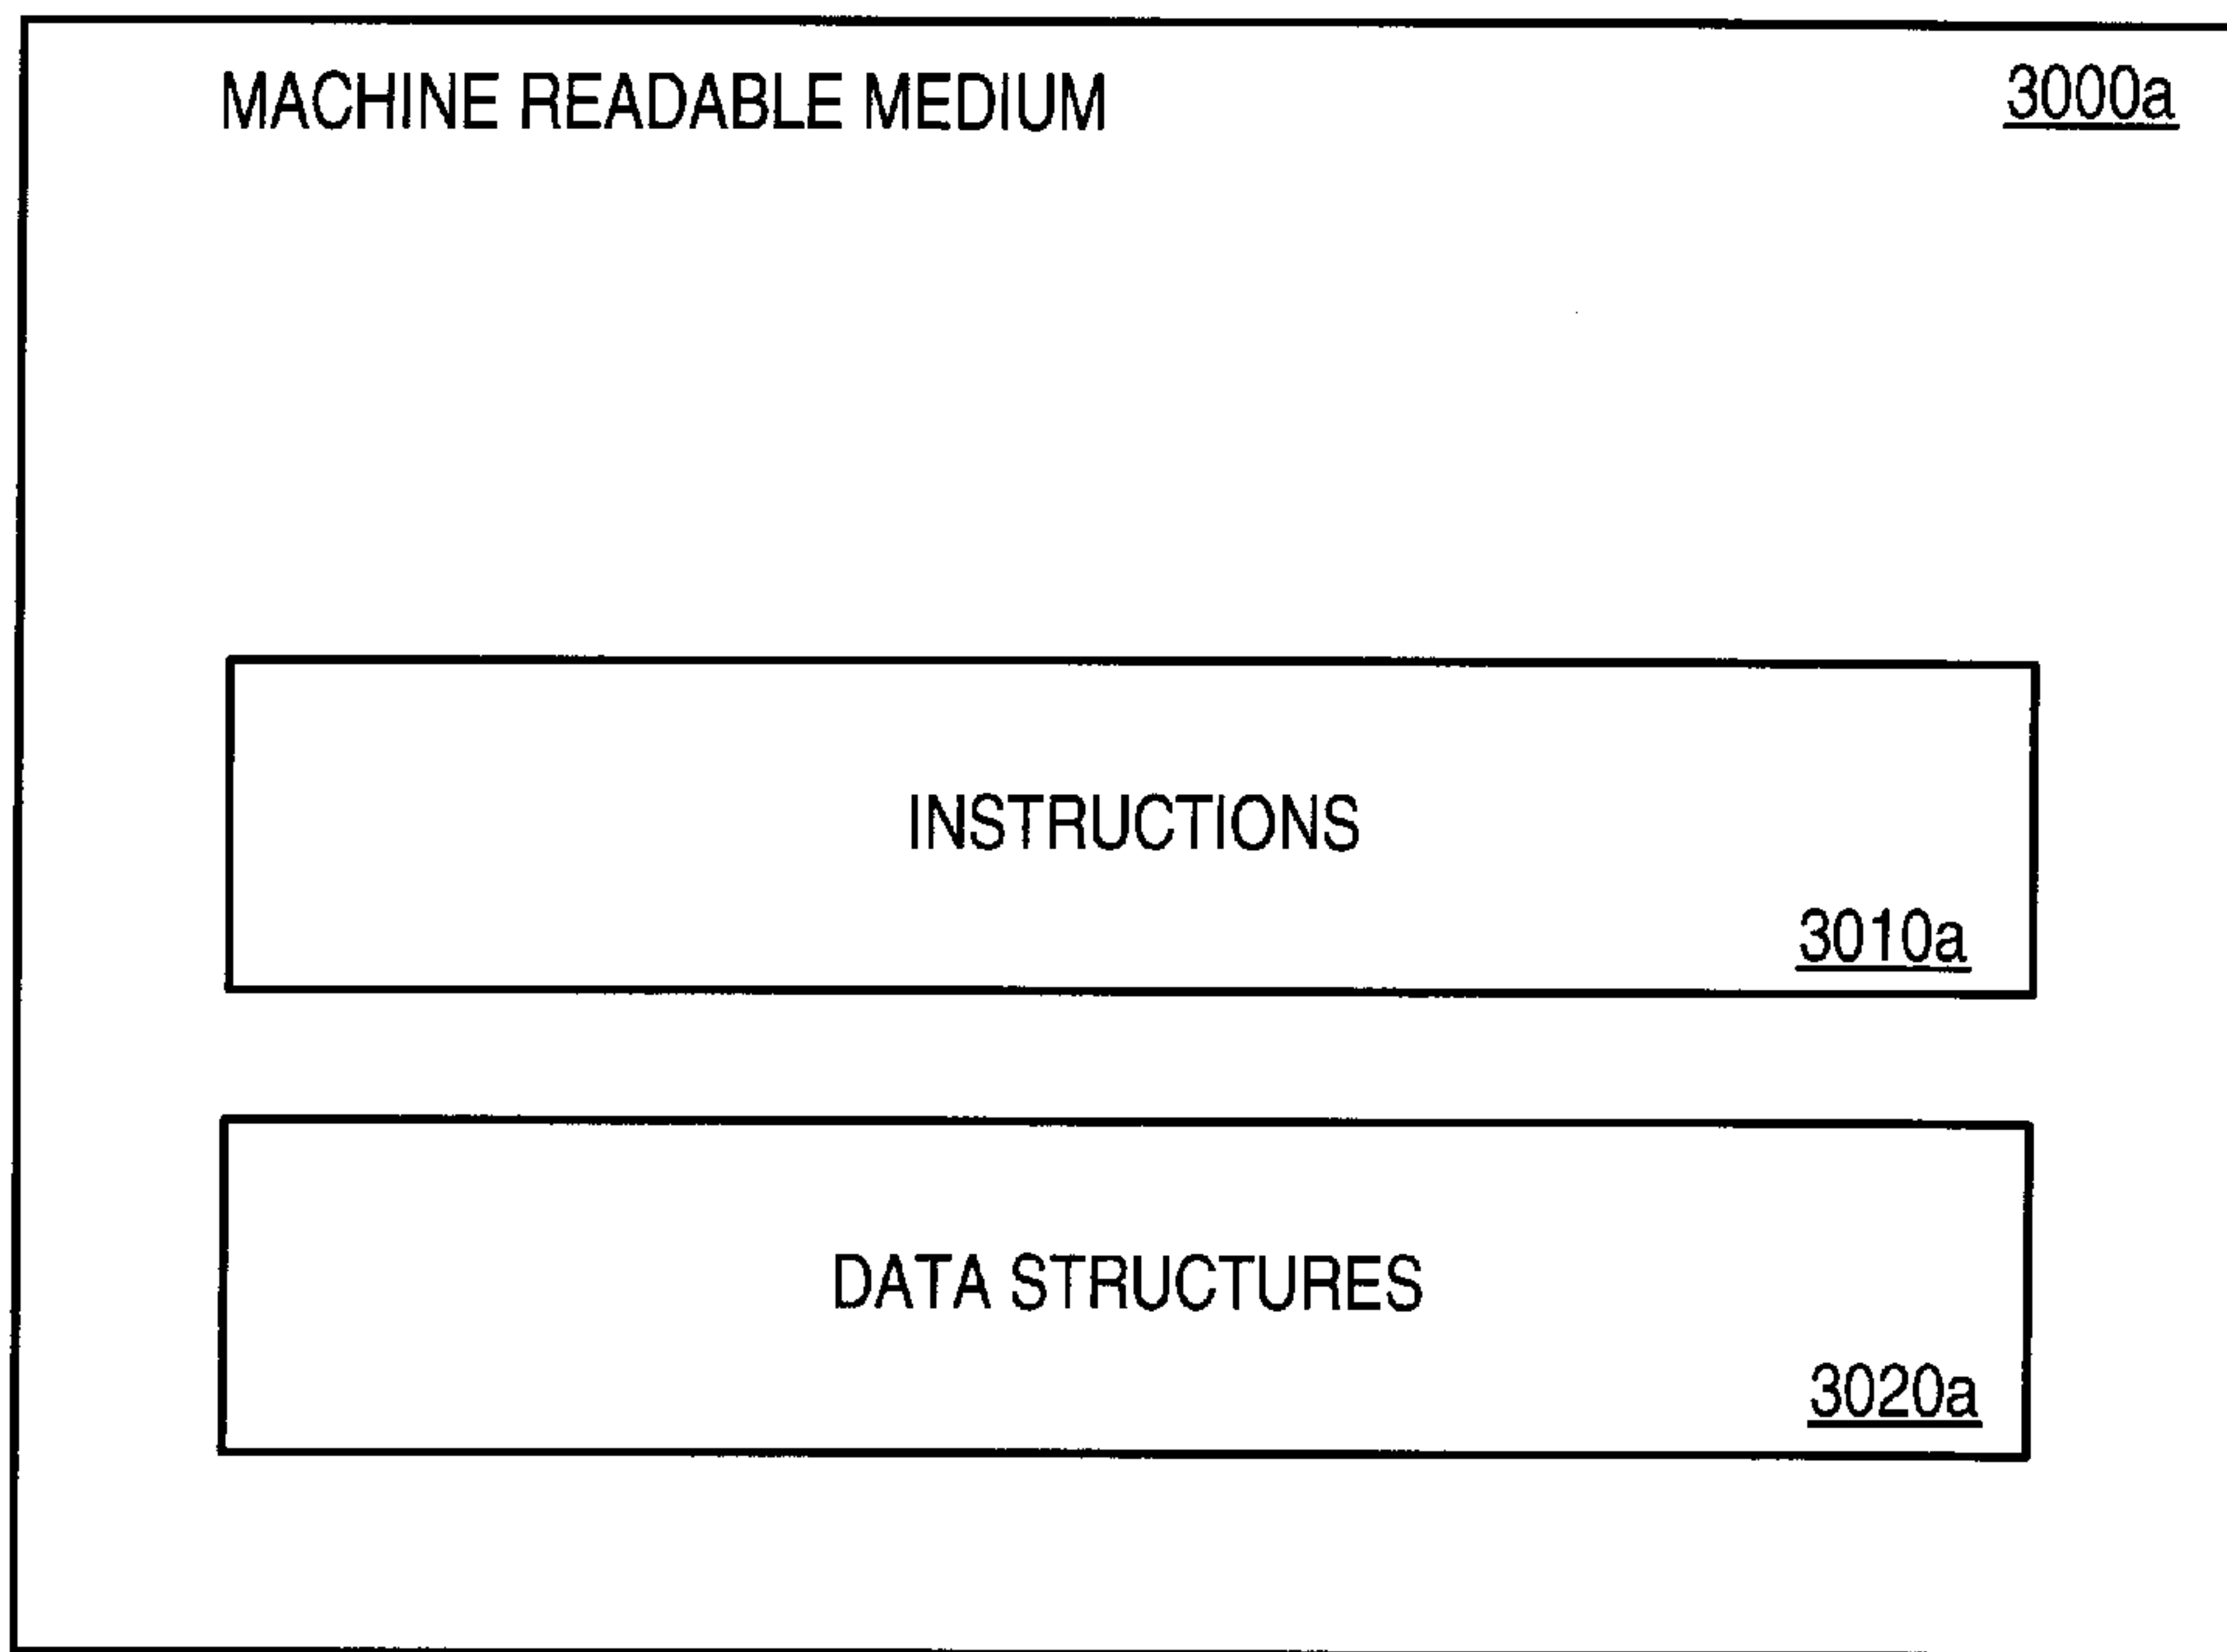 MACHINE READABLE MEDIUM 3000a
INSTRUCTIONS
3010a
DATA STRUCTURES
3020a